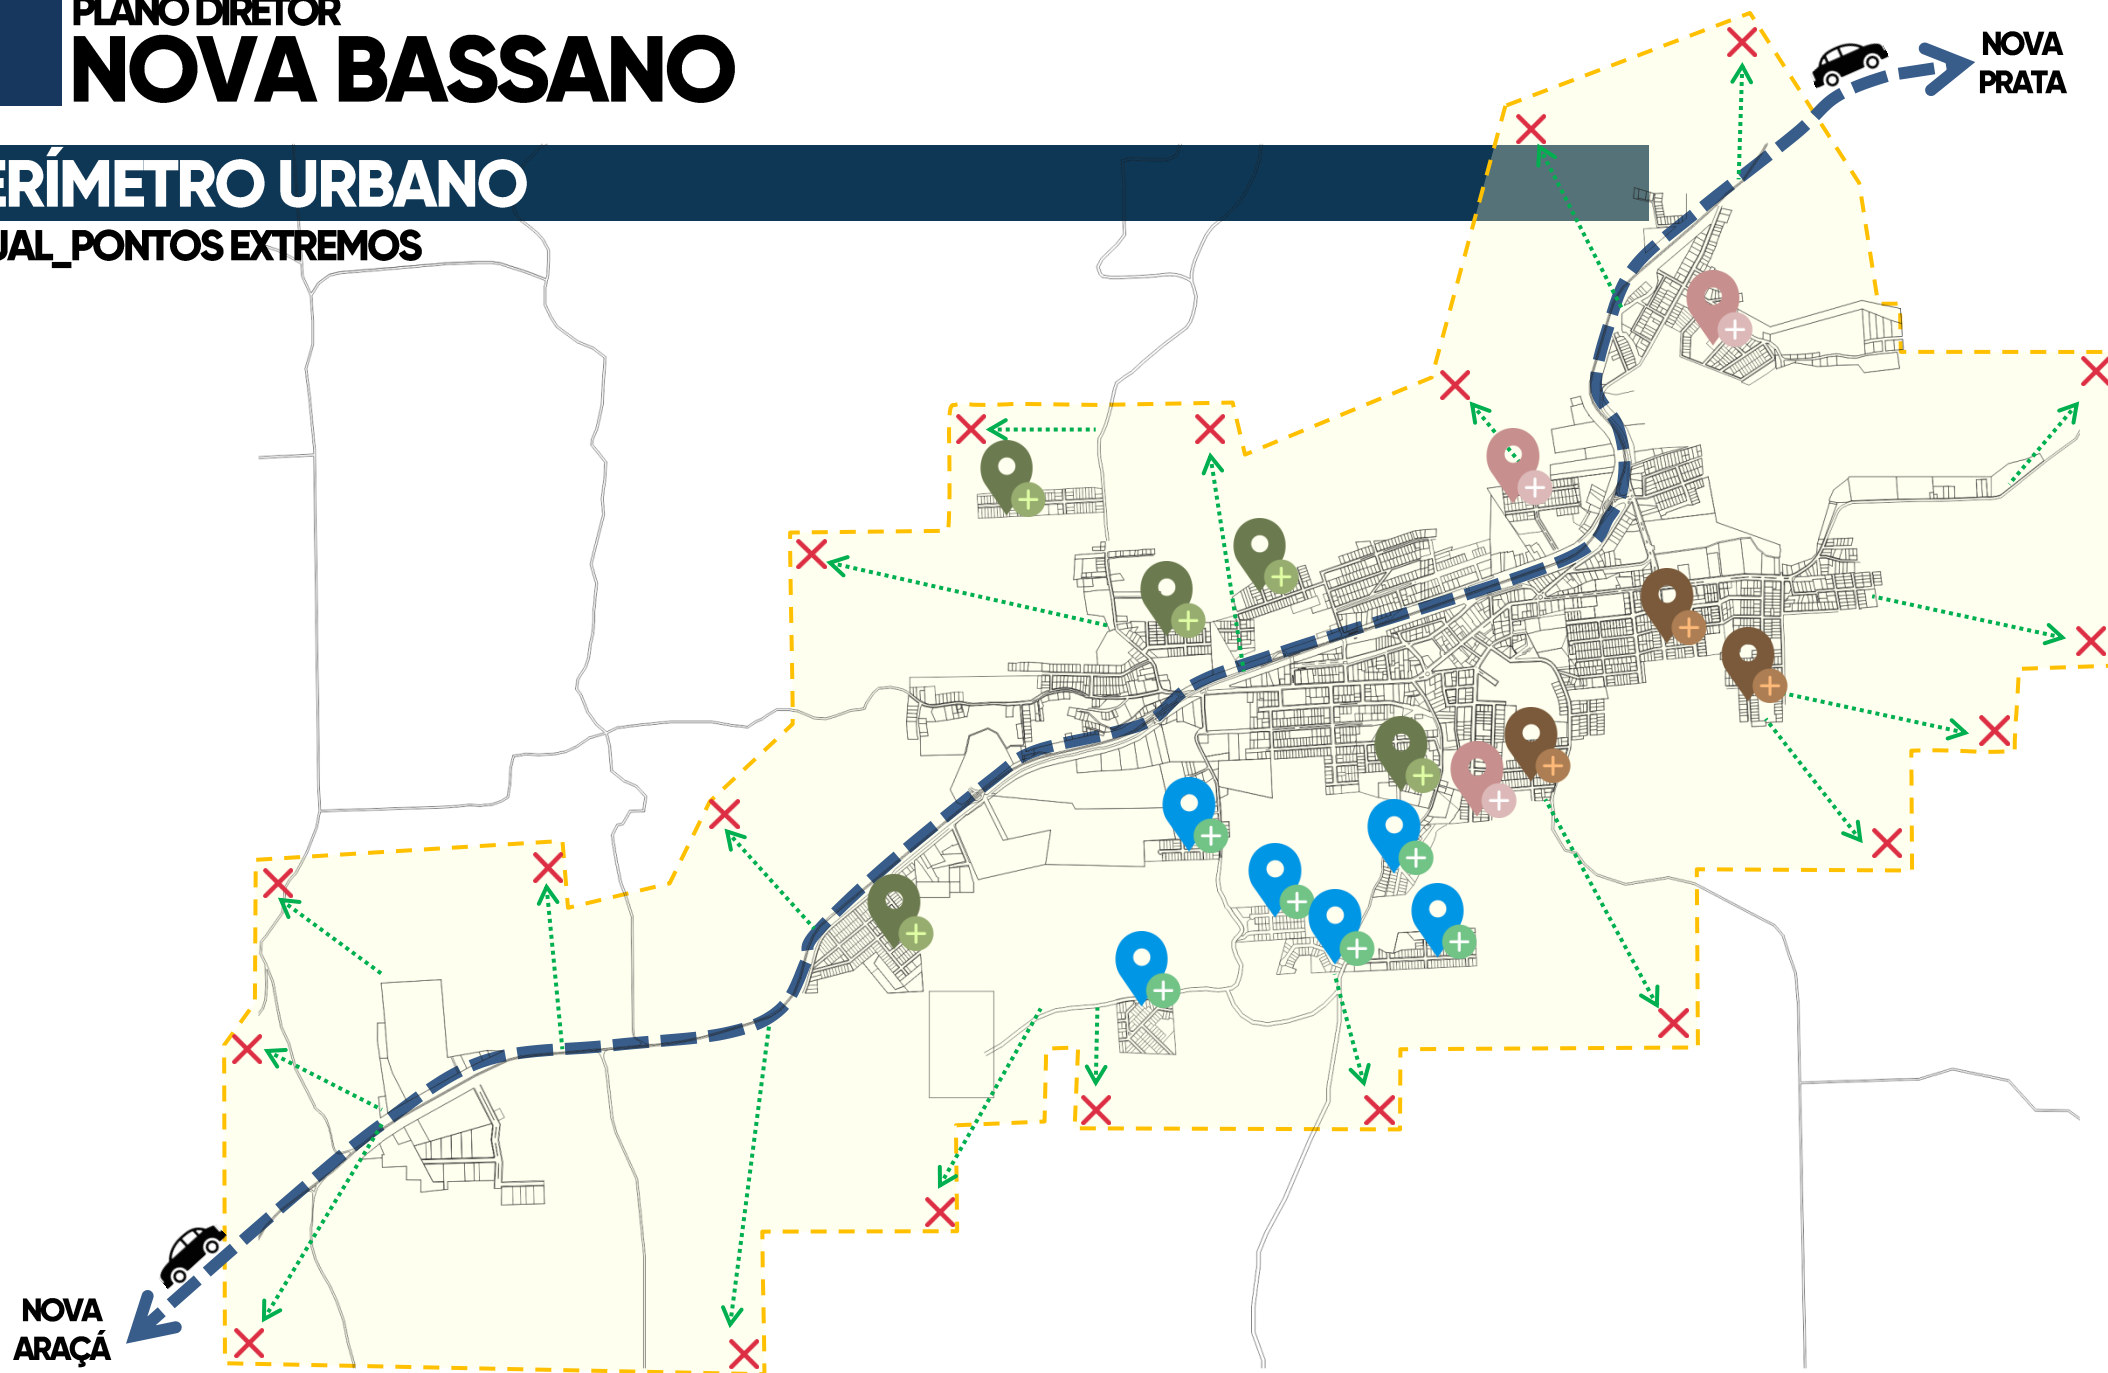 PLANO DIRETOR
NOVA BASSANO
ERÍMETRO URBANO
UAL_PONTOS EXTREMOS
NOVA
PRATA
NOVA
ARAÇÁ